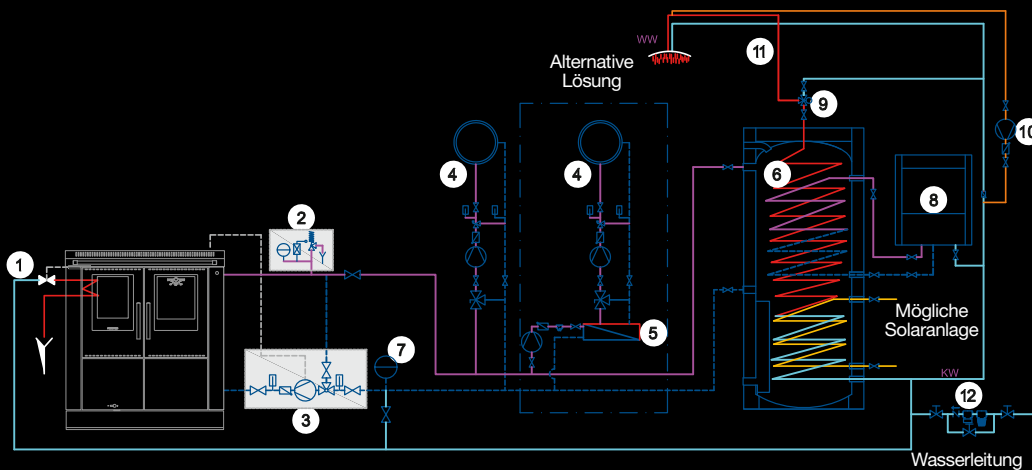 WW
11
Alternative
Lösung
9
10
4
4
6
8
2
1
Mögliche
Solaranlage
5
7
KW
12
3
Wasserleitung